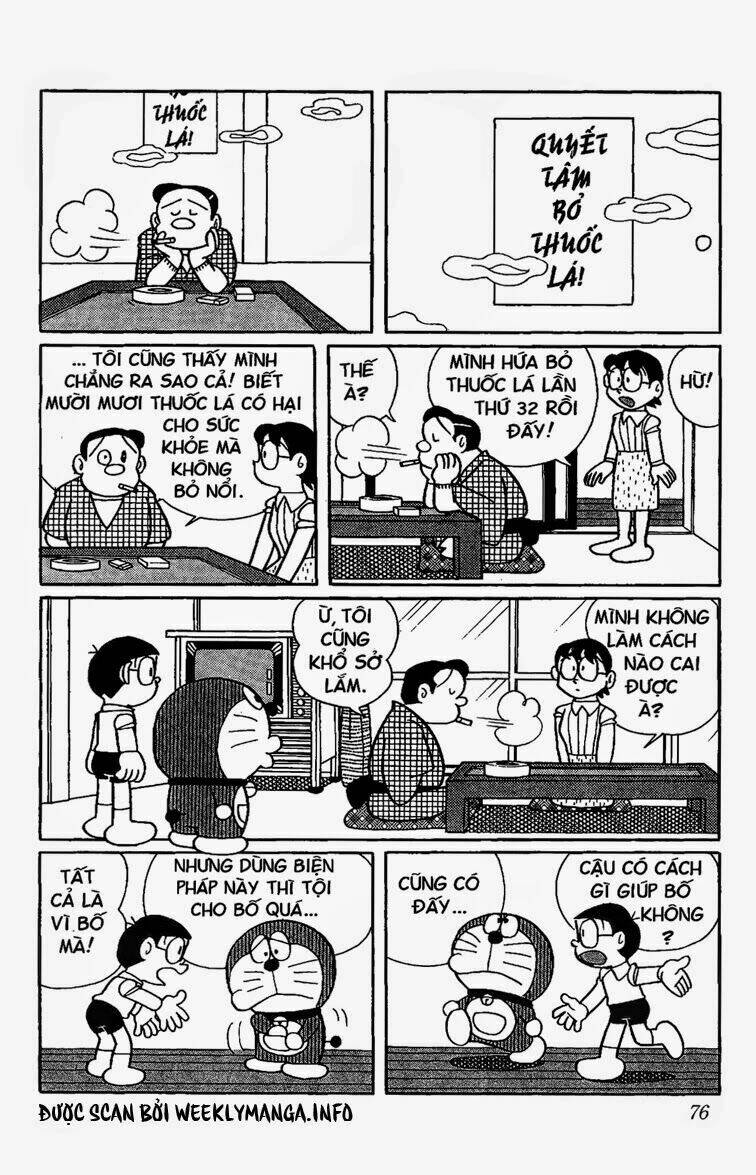 QUYẾT
TÂM
BỎ
THUỐC
LÁ!
THUỐC
LÁ!
HỪ!
MÌNH HỨA BỎ
THUỐC LÁ LẦN
THỨ 32 RỒI
ĐẤY!
THẾ
À?
... TÔI CŨNG THẤY MÌNH
CHẲNG RA SAO CẢ! BIẾT
MƯỜI MƯƠI THUỐC LÁ CÓ HẠI
CHO SỨC
KHỎE MÀ
KHÔNG
BỎ NỔI.
MÌNH KHÔNG
LÀM CÁCH
NÀO CAI
ĐƯỢC
À?
Ừ, TÔI
CŨNG
KHỔ SỞ
LẮM.
CẬU CÓ CÁCH
GÌ GIÚP BỐ
KHÔNG
?
CŨNG CÓ
ĐẤY...
NHƯNG DÙNG BIỆN
PHÁP NÀY THÌ TỘI
CHO BỐ QUÁ...
TẤT
CẢ LÀ
VÌ BỐ
MÀ!
ĐƯỢC SCAN BỞI WEEKLYMANGA.INFO
76